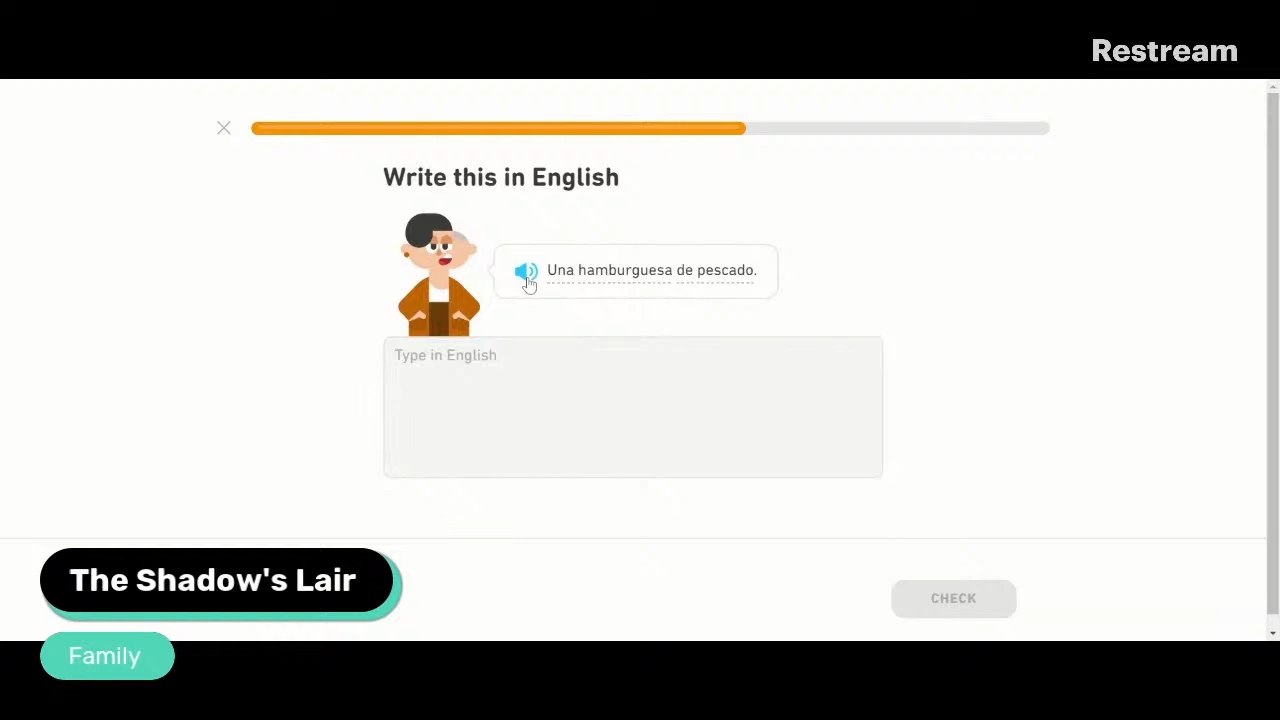 Restream
Write this in English
Una hamburguesa de pescado.
Type in English
The Shadow's Lair
CHECK
Family